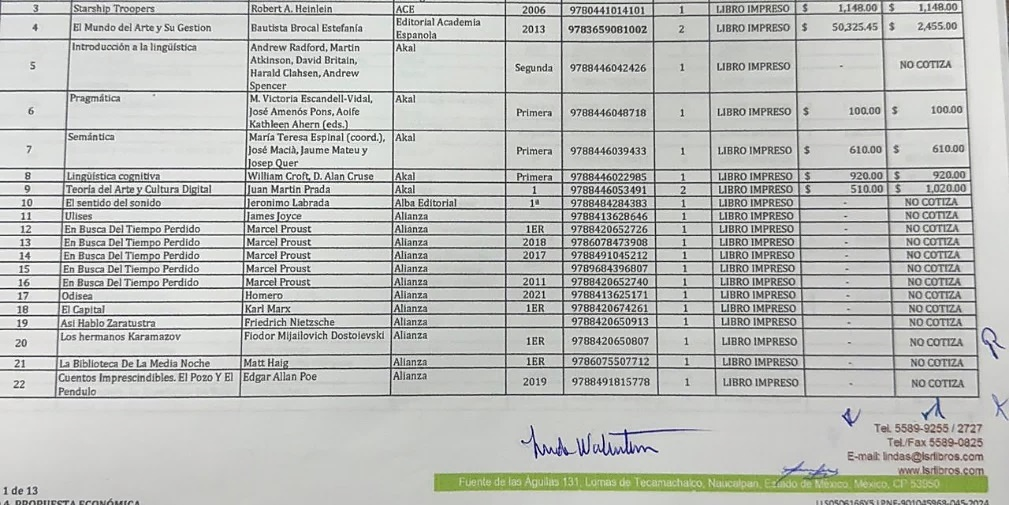 3 Starship Troopers Robert A. Heinlein ACE 2006 9780441014101 1 LIBRO IMPRESO $ 1,148.00 $ 1,148.00
4 El Mundo del Arte y Su Gestion Bautista Brocal Estefanía Editorial Academia Espanola 2013 9783659081002 2 LIBRO IMPRESO $ 50,325.45 $ 2,455.00
5 Introducción a la lingüística Andrew Radford, Martin Atkinson, David Britain, Harald Clahsen, Andrew Spencer Akal Segunda 9788446042426 1 LIBRO IMPRESO - NO COTIZA
6 Pragmática M. Victoria Escandell-Vidal, José Amenós Pons, Aoife Kathleen Ahern (eds.) Akal Primera 9788446048718 1 LIBRO IMPRESO $ 100.00 $ 100.00
7 Semántica María Teresa Espinal (coord.), José Macià, Jaume Mateu y Josep Quer Akal Primera 9788446039433 1 LIBRO IMPRESO $ 610.00 $ 610.00
8 Lingüística cognitiva William Croft, D. Alan Cruse Akal Primera 9788446022985 1 LIBRO IMPRESO $ 920.00 $ 920.00
9 Teoría del Arte y Cultura Digital Juan Martin Prada Akal 1 9788446053491 2 LIBRO IMPRESO $ 510.00 $ 1,020.00
10 El sentido del sonido Jeronimo Labrada Alba Editorial 1ª 9788484284383 1 LIBRO IMPRESO - NO COTIZA
11 Ulises James Joyce Alianza 9788413628646 1 LIBRO IMPRESO - NO COTIZA
12 En Busca Del Tiempo Perdido Marcel Proust Alianza 1ER 9788420652726 1 LIBRO IMPRESO - NO COTIZA
13 En Busca Del Tiempo Perdido Marcel Proust Alianza 2018 9786078473908 1 LIBRO IMPRESO - NO COTIZA
14 En Busca Del Tiempo Perdido Marcel Proust Alianza 2017 9788491045212 1 LIBRO IMPRESO - NO COTIZA
15 En Busca Del Tiempo Perdido Marcel Proust Alianza 9789684396807 1 LIBRO IMPRESO - NO COTIZA
16 En Busca Del Tiempo Perdido Marcel Proust Alianza 2011 9788420652740 1 LIBRO IMPRESO - NO COTIZA
17 Odisea Homero Alianza 2021 9788413625171 1 LIBRO IMPRESO - NO COTIZA
18 El Capital Karl Marx Alianza 1ER 9788420674261 1 LIBRO IMPRESO - NO COTIZA
19 Así Hablo Zaratustra Friedrich Nietzsche Alianza 9788420650913 1 LIBRO IMPRESO - NO COTIZA
20 Los hermanos Karamazov Fiodor Mijailovich Dostoievski Alianza 1ER 9788420650807 1 LIBRO IMPRESO - NO COTIZA
21 La Biblioteca De La Media Noche Matt Haig Alianza 1ER 9786075507712 1 LIBRO IMPRESO - NO COTIZA
22 Cuentos Imprescindibles. El Pozo Y El Pendulo Edgar Allan Poe Alianza 2019 9788491815778 1 LIBRO IMPRESO - NO COTIZA
Tel. 5589-9255 / 2727
Tel./Fax 5589-0825
E-mail: lindas@lsrlibros.com
www.lsrlibros.com
Fuente de las Aguilas 131, Lomas de Tecamachalco, Naucalpan, Estado de México, México, CP 53950
1 de 13
PROPUESTA ECONÓMICA